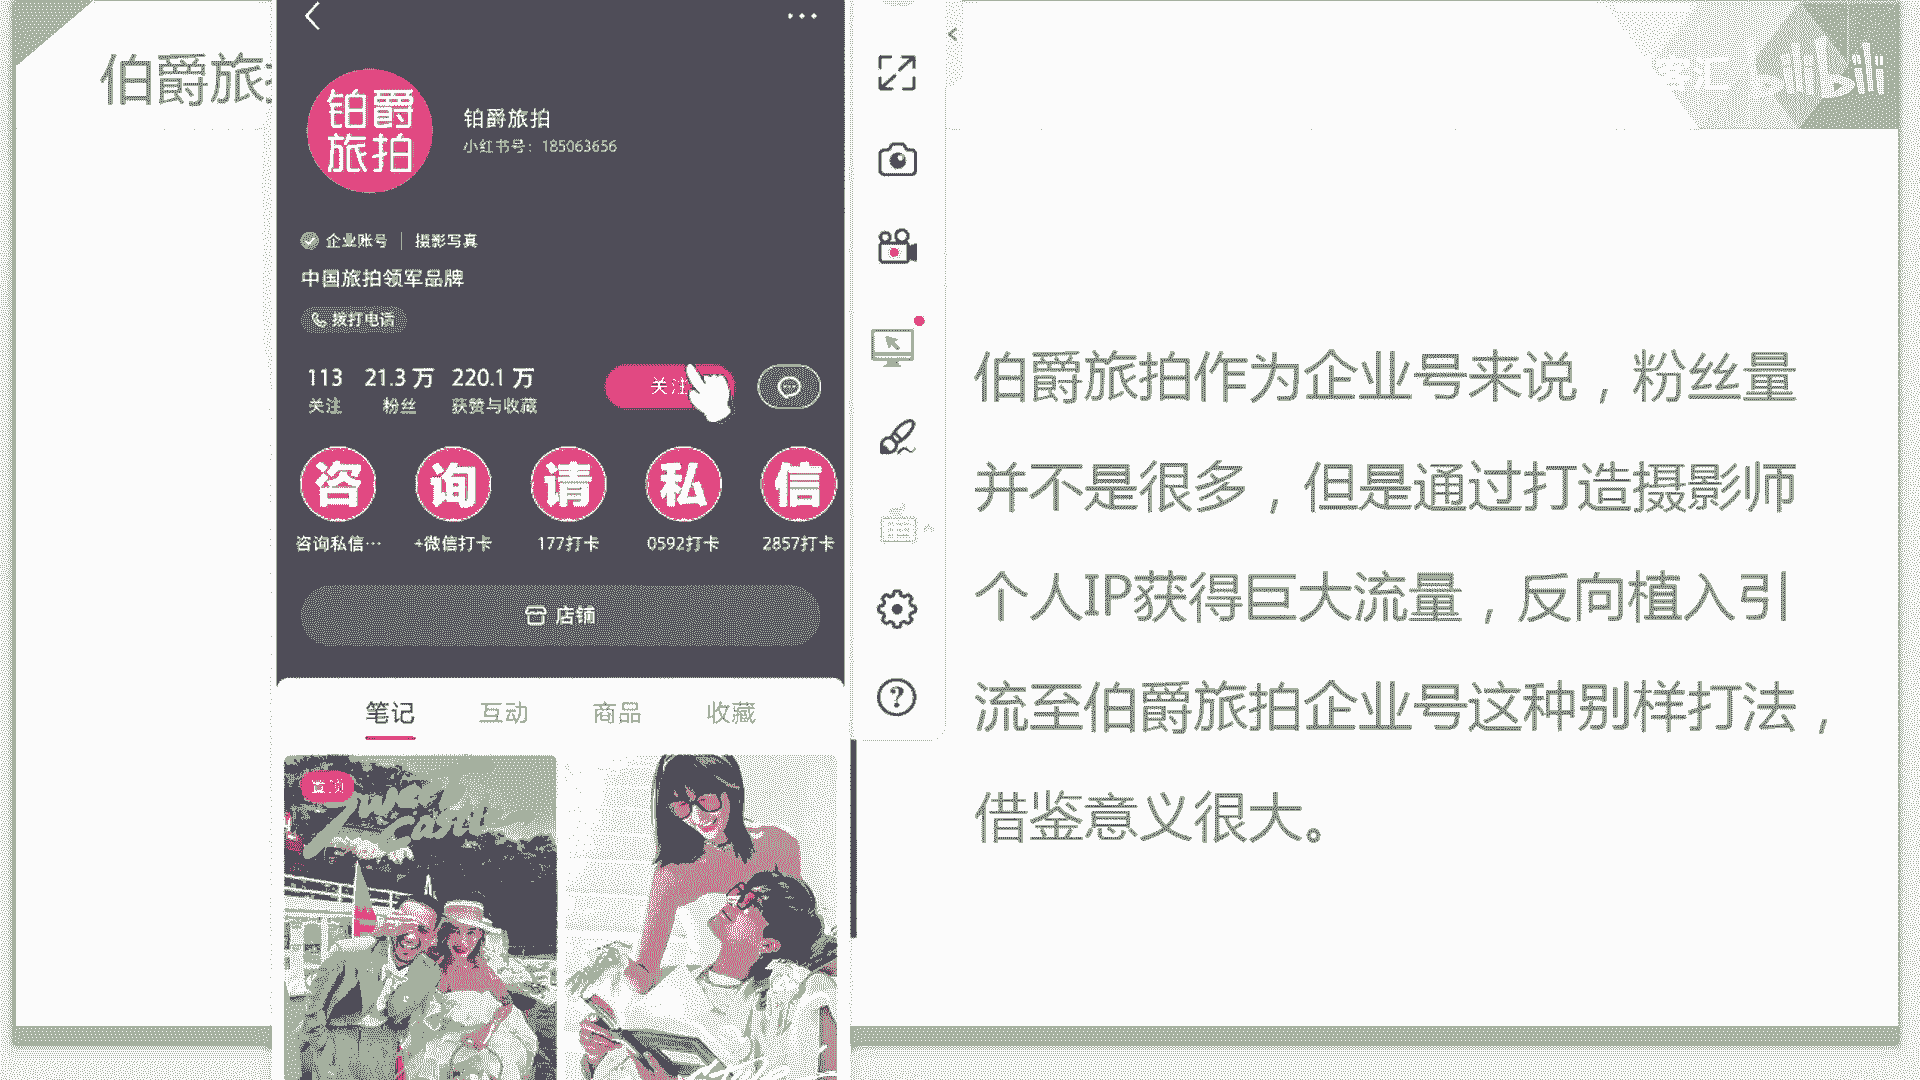 伯爵旅
客汇 bilibili
铂爵
旅拍
铂爵旅拍
小红书号：185063656
企业账号 | 摄影写真
中国旅拍领军品牌
拨打电话
113 21.3万 220.1万
关注 粉丝 获赞与收藏
关注
咨 询 请 私 信
咨询私信… +微信打卡 177打卡 0592打卡 2857打卡
店铺
笔记 互动 商品 收藏
置顶
伯爵旅拍作为企业号来说，粉丝量
并不是很多，但是通过打造摄影师
个人IP获得巨大流量，反向植入引
流至伯爵旅拍企业号这种别样打法，
借鉴意义很大。